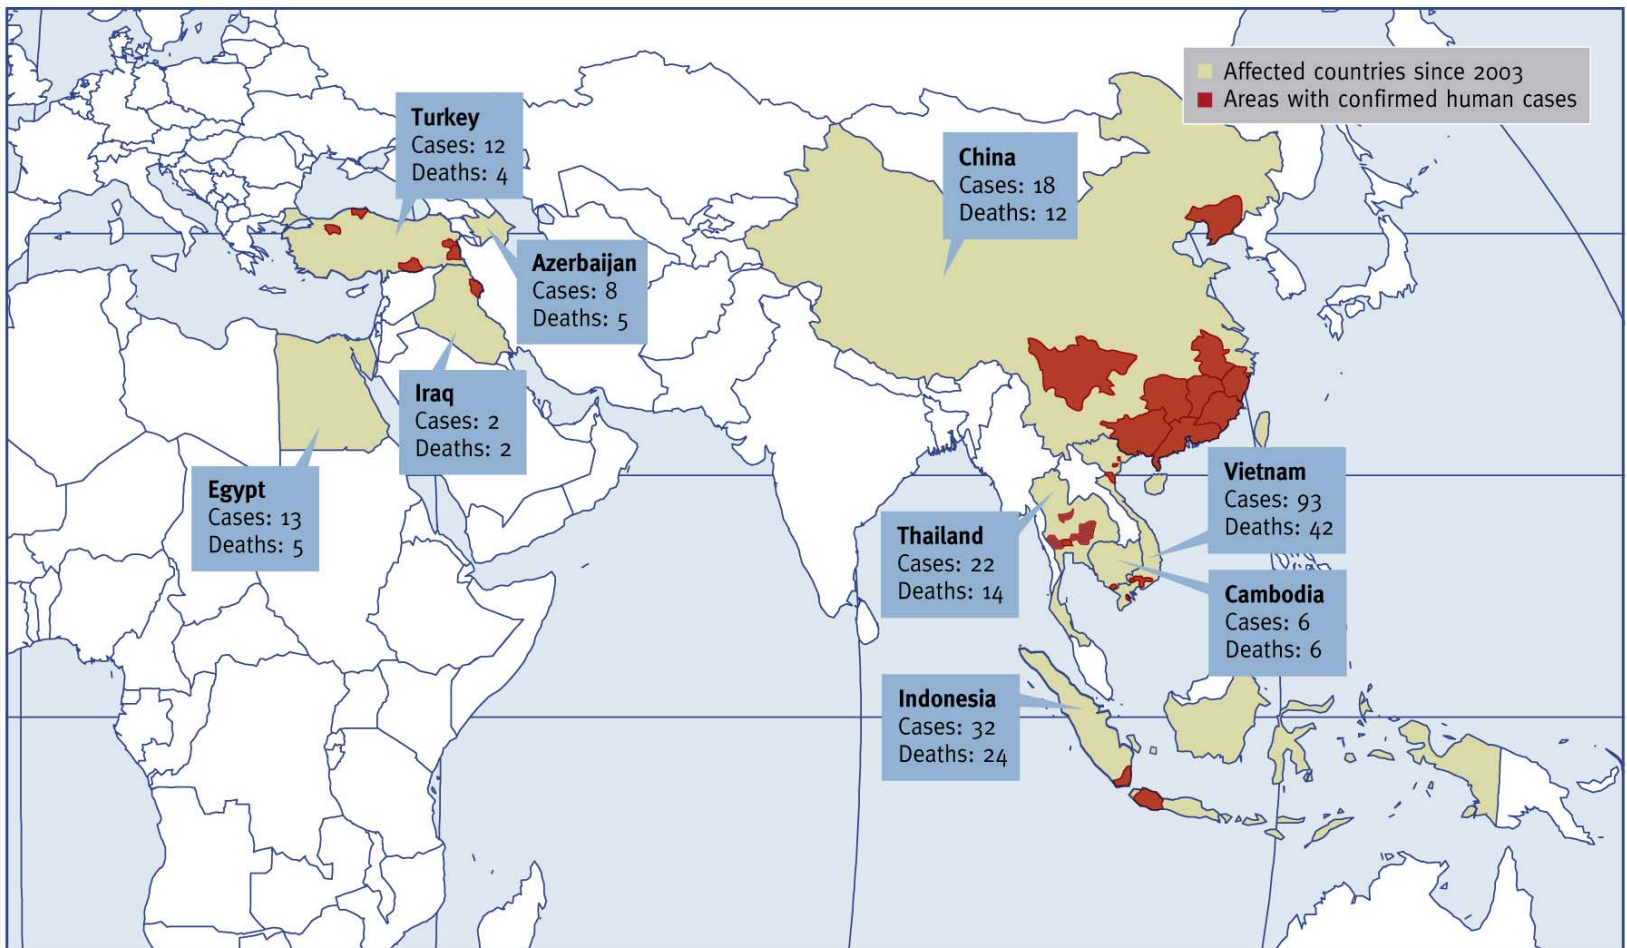 Affected countries since 2003
Areas with confirmed human cases
Turkey
Cases: 12
Deaths: 4
China
Cases: 18
Deaths: 12
Azerbaijan
Cases: 8
Deaths: 5
Iraq
Cases: 2
Deaths: 2
Egypt
Cases: 13
Deaths: 5
Vietnam
Cases: 93
Deaths: 42
Thailand
Cases: 22
Deaths: 14
Cambodia
Cases: 6
Deaths: 6
Indonesia
Cases: 32
Deaths: 24